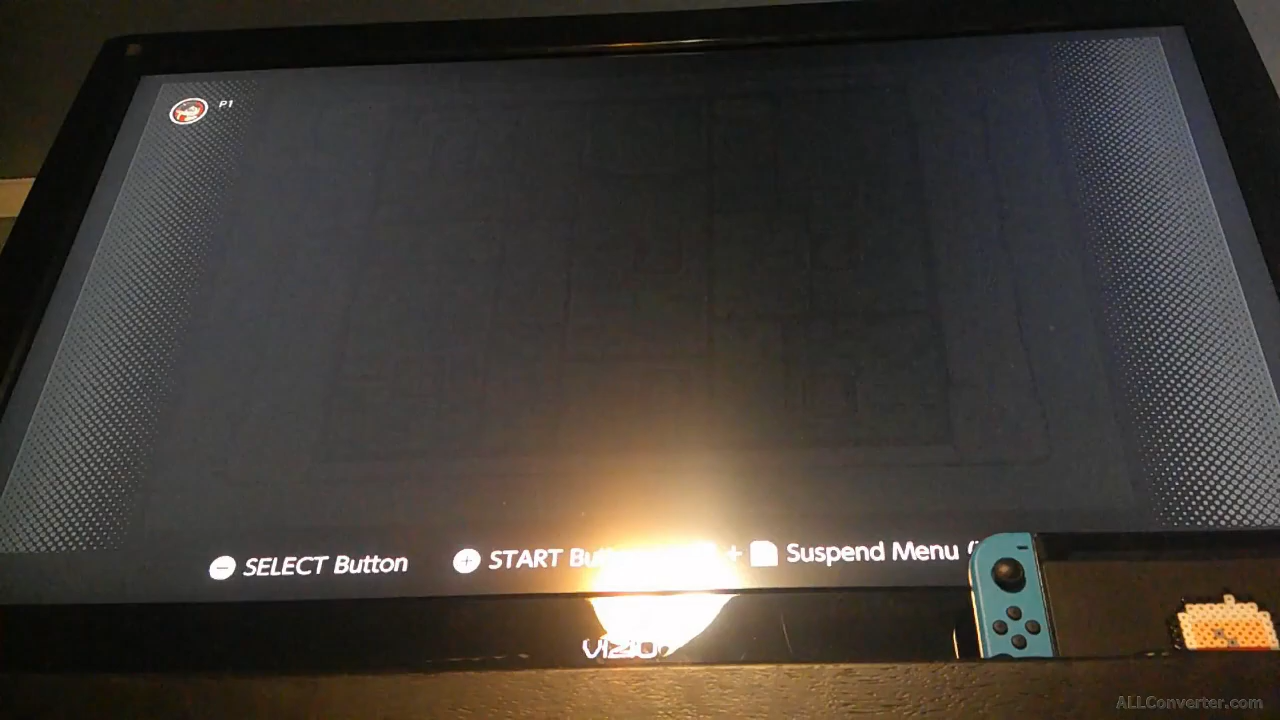 P1
SELECT Button START Bu + Suspend Menu (
VIZIO
ALLConverter.com